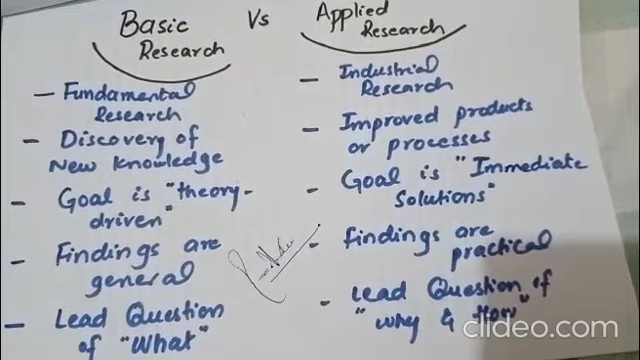 Basic Vs Applied
Research Research
- Fundamental
Research
- Discovery of
New Knowledge
- Goal is "theory-
driven"
- Findings are
general
- Lead Question
of "What"
- Industrial
Research
- Improved products
or processes
- Goal is "Immediate
Solutions"
- findings are
practical
- Lead Question of
"Why & How"
clideo.com